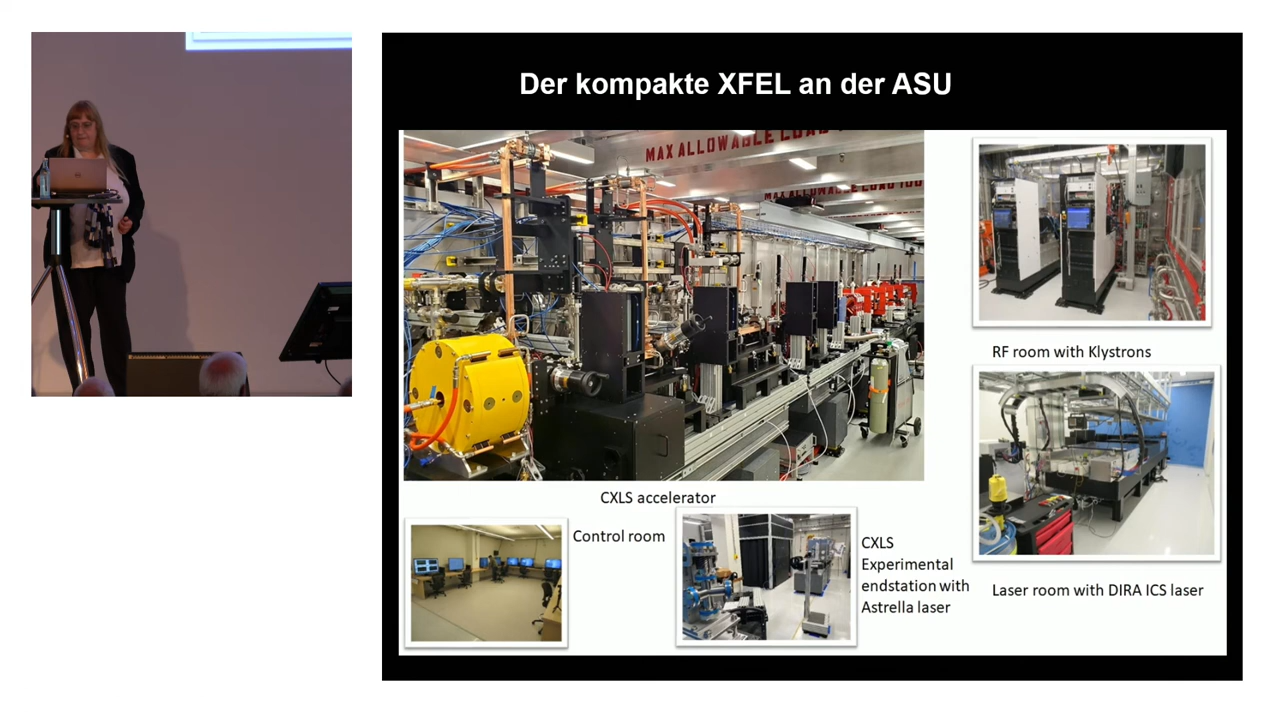 Der kompakte XFEL an der ASU
MAX ALLOWABLE LOAD
MAX ALLOWABLE LOAD 100
RF room with Klystrons
CXLS accelerator
Control room
CXLS
Experimental
endstation with
Astrella laser
Laser room with DIRA ICS laser